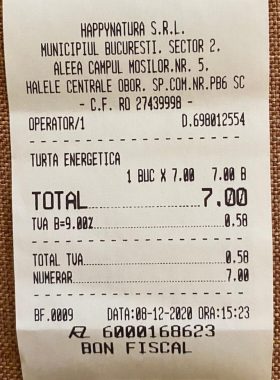 HAPPYNATURA S.R.L.
MUNICIPIUL BUCURESTI. SECTOR 2.
ALEEA CAMPUL MOSILOR.NR. 5.
HALELE CENTRALE OBOR. SP.COM.NR.PB6 SC
- C.F. RO 27439998 -
OPERATOR/1 D.698012554
TURTA ENERGETICA
1 BUC X 7.00 7.00 B
TOTAL 7.00
TVA B=9.00% 0.58
TOTAL TVA 0.58
NUMERAR 7.00
BF.0009 DATA:08-12-2020 ORA:15:23
6000168623
BON FISCAL